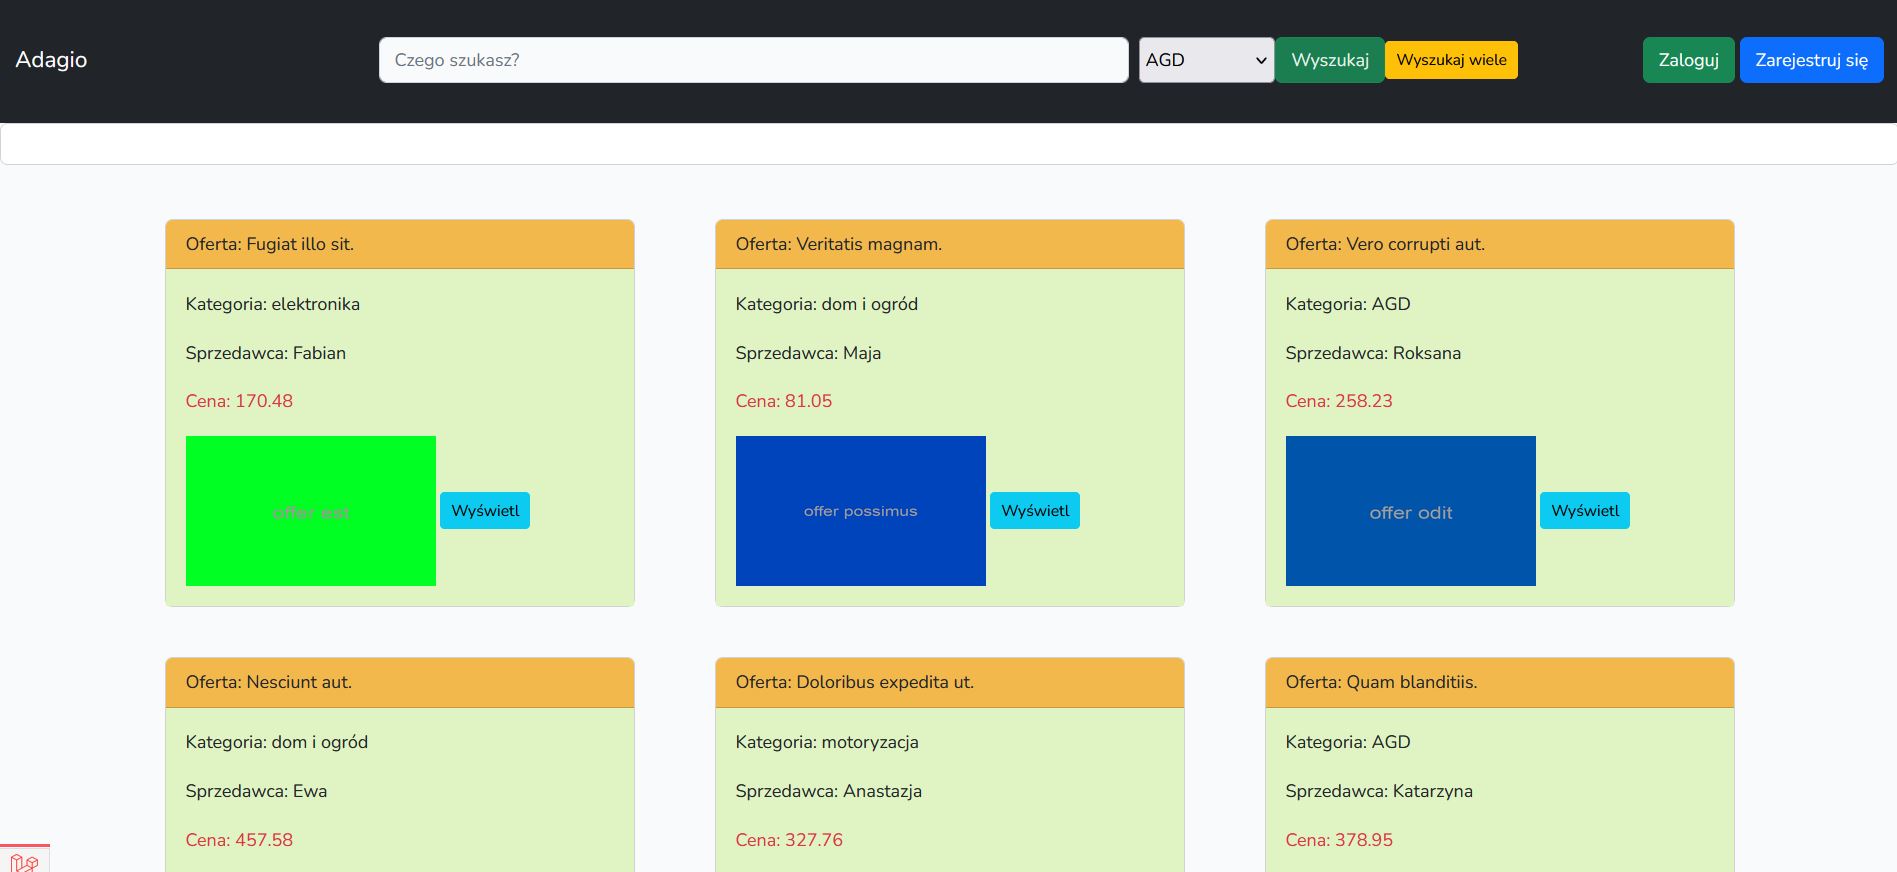 Adagio
Czego szukasz?
AGD
Wyszukaj
Wyszukaj wiele
Zaloguj
Zarejestruj się
Oferta: Fugiat illo sit.
Kategoria: elektronika
Sprzedawca: Fabian
Cena: 170.48
offer est
Wyświetl
Oferta: Veritatis magnam.
Kategoria: dom i ogród
Sprzedawca: Maja
Cena: 81.05
offer possimus
Wyświetl
Oferta: Vero corrupti aut.
Kategoria: AGD
Sprzedawca: Roksana
Cena: 258.23
offer odit
Wyświetl
Oferta: Nesciunt aut.
Kategoria: dom i ogród
Sprzedawca: Ewa
Cena: 457.58
Oferta: Doloribus expedita ut.
Kategoria: motoryzacja
Sprzedawca: Anastazja
Cena: 327.76
Oferta: Quam blanditiis.
Kategoria: AGD
Sprzedawca: Katarzyna
Cena: 378.95